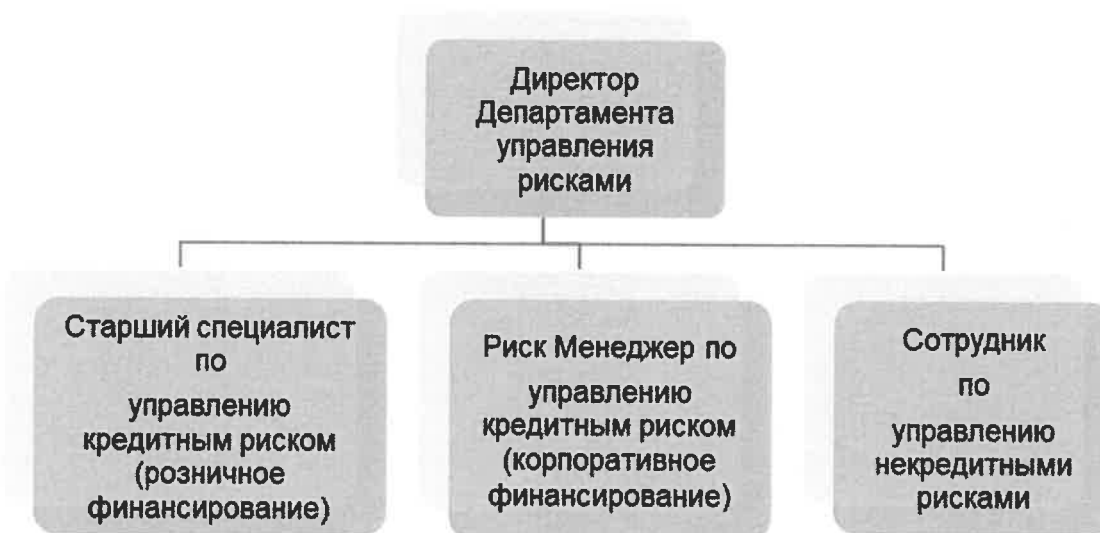 Директор
Департамента
управления
рисками
Старший специалист
по
управлению
кредитным риском
(розничное
финансирование)
Риск Менеджер по
управлению
кредитным риском
(корпоративное
финансирование)
Сотрудник
по
управлению
некредитными
рисками